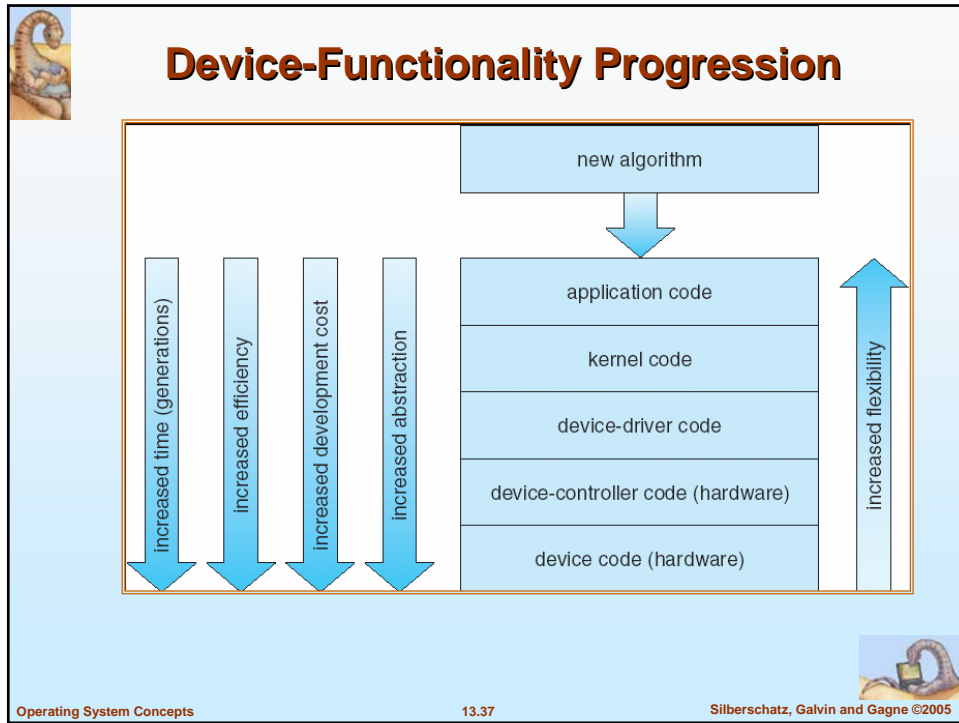 Device-Functionality Progression
new algorithm
increased time (generations)
increased efficiency
increased development cost
increased abstraction
application code
kernel code
device-driver code
device-controller code (hardware)
device code (hardware)
increased flexibility
Operating System Concepts
13.37
Silberschatz, Galvin and Gagne ©2005